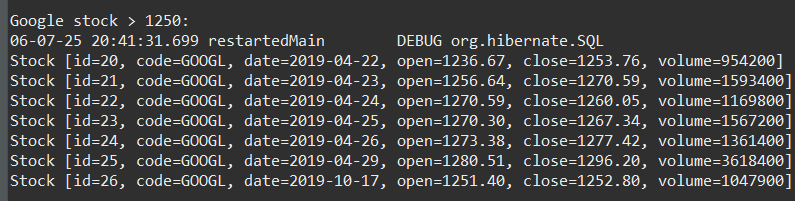 Google stock > 1250:
06-07-25 20:41:31.699 restartedMain        DEBUG org.hibernate.SQL
Stock [id=20, code=GOOGL, date=2019-04-22, open=1236.67, close=1253.76, volume=954200]
Stock [id=21, code=GOOGL, date=2019-04-23, open=1256.64, close=1270.59, volume=1593400]
Stock [id=22, code=GOOGL, date=2019-04-24, open=1270.59, close=1260.05, volume=1169800]
Stock [id=23, code=GOOGL, date=2019-04-25, open=1270.30, close=1267.34, volume=1567200]
Stock [id=24, code=GOOGL, date=2019-04-26, open=1273.38, close=1277.42, volume=1361400]
Stock [id=25, code=GOOGL, date=2019-04-29, open=1280.51, close=1296.20, volume=3618400]
Stock [id=26, code=GOOGL, date=2019-10-17, open=1251.40, close=1252.80, volume=1047900]